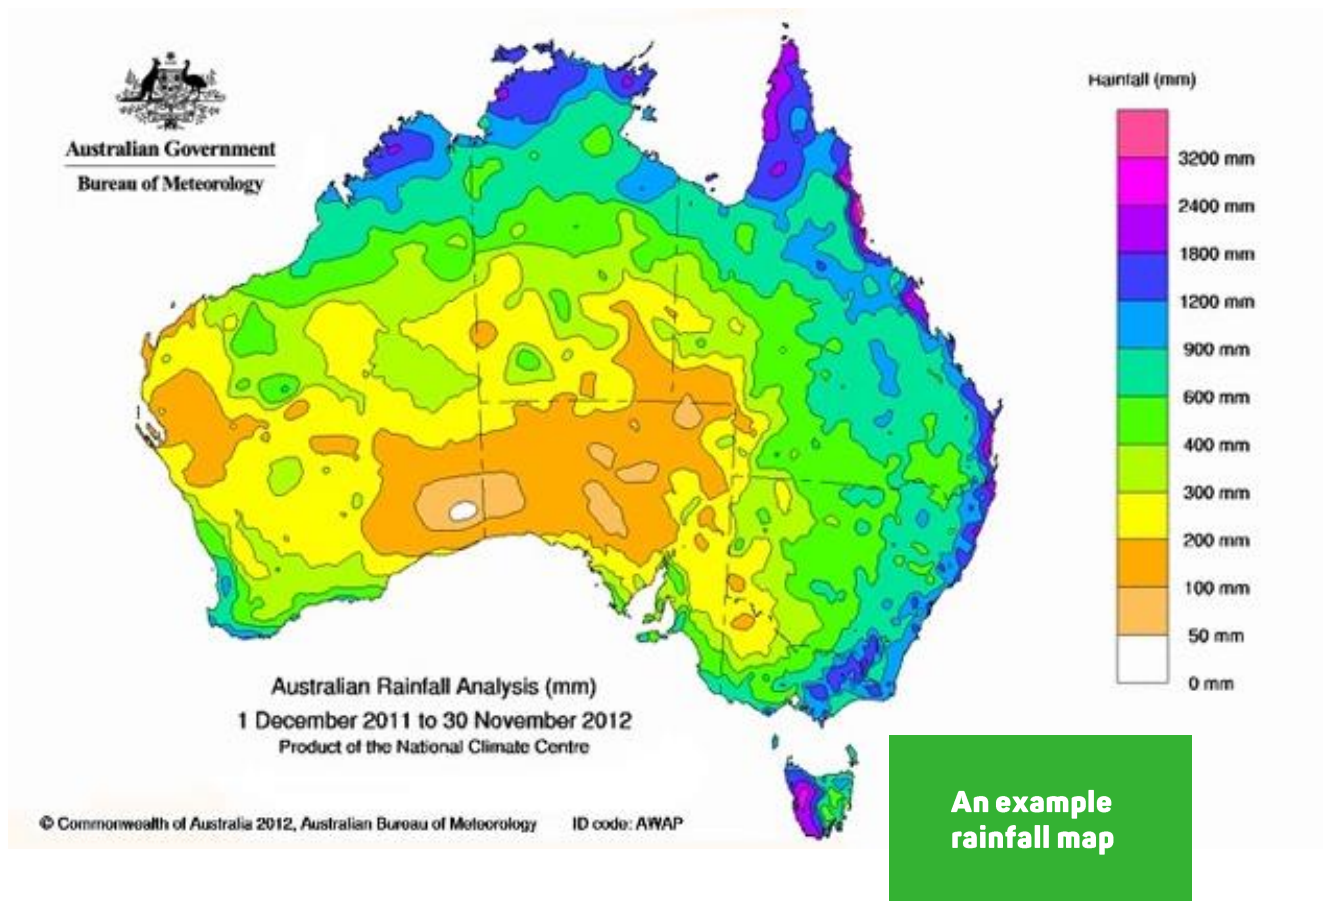 Australian Government
Bureau of Meteorology
Rainfall (mm)
3200 mm
2400 mm
1800 mm
1200 mm
900 mm
600 mm
400 mm
300 mm
200 mm
100 mm
50 mm
0 mm
Australian Rainfall Analysis (mm)
1 December 2011 to 30 November 2012
Product of the National Climate Centre
© Commonwealth of Australia 2012, Australian Bureau of Meteorology ID code: AWAP
An example
rainfall map